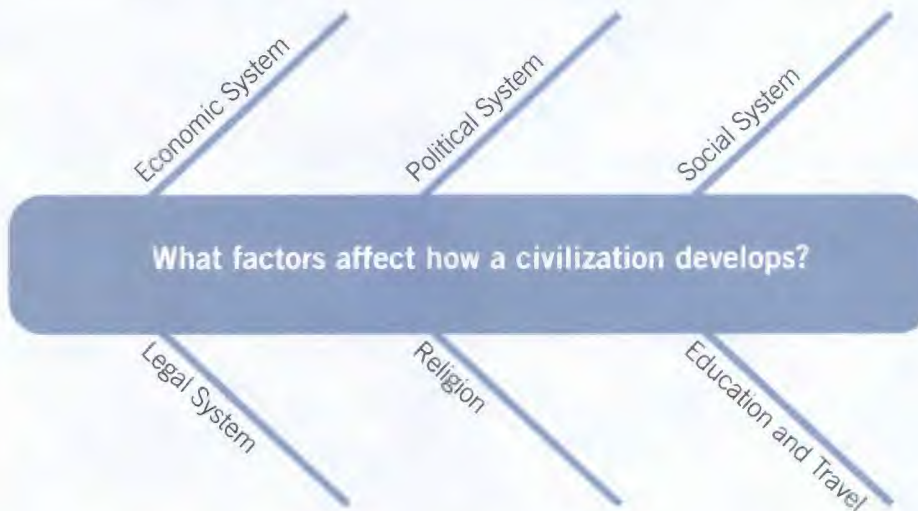 Economic System
Political System
Social System
What factors affect how a civilization develops?
Legal System
Religion
Education and Travel